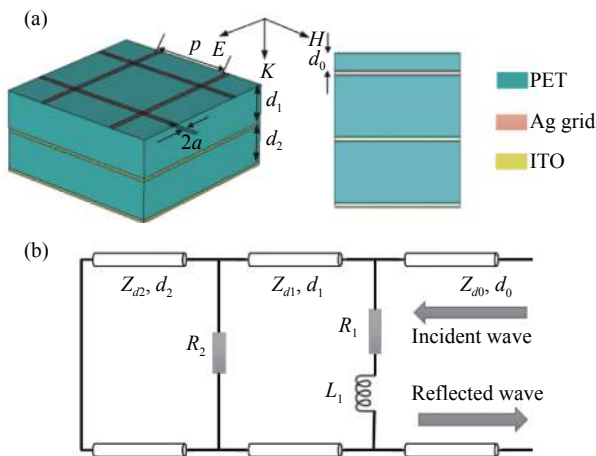 (a)
p
E
K
H
d0
d1
d2
2a
PET
Ag grid
ITO
(b)
Zd2, d2
Zd1, d1
Zd0, d0
R2
R1
L1
Incident wave
Reflected wave